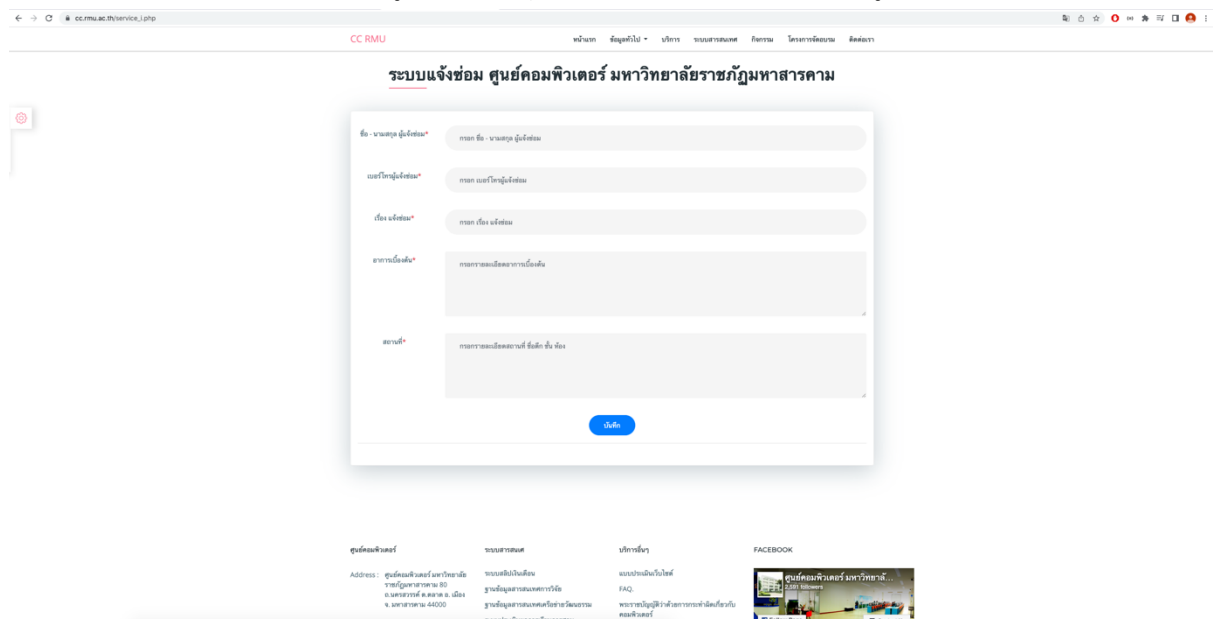 cc.rmu.ac.th/service_i.php
CC RMU
หน้าแรก ข้อมูลทั่วไป บริการ ระบบสารสนเทศ กิจกรรม โครงการจัดอบรม ติดต่อเรา
ระบบแจ้งซ่อม ศูนย์คอมพิวเตอร์ มหาวิทยาลัยราชภัฏมหาสารคาม
ชื่อ - นามสกุล ผู้แจ้งซ่อม*
กรอก ชื่อ - นามสกุล ผู้แจ้งซ่อม
เบอร์โทรผู้แจ้งซ่อม*
กรอก เบอร์โทรผู้แจ้งซ่อม
เรื่อง แจ้งซ่อม*
กรอก เรื่อง แจ้งซ่อม
อาการเบื้องต้น*
กรอกรายละเอียดอาการเบื้องต้น
สถานที่*
กรอกรายละเอียดสถานที่ ชื่อตึก ชั้น ห้อง
บันทึก
ศูนย์คอมพิวเตอร์
Address : ศูนย์คอมพิวเตอร์ มหาวิทยาลัย
ราชภัฏมหาสารคาม 80
ถ.นครสวรรค์ ต.ตลาด อ. เมือง
จ. มหาสารคาม 44000
ระบบสารสนเศ
ระบบสลิปเงินเดือน
ฐานข้อมูลสารสนเทศการวิจัย
ฐานข้อมูลสารสนเทศเครือข่ายวัฒนธรรม
บริการอื่นๆ
แบบประเมินเว็บไซต์
FAQ.
พระราชบัญญัติว่าด้วยการกระทำผิดเกี่ยวกับ
คอมพิวเตอร์
FACEBOOK
ศูนย์คอมพิวเตอร์ มหาวิทยาลั...
2,501 followers